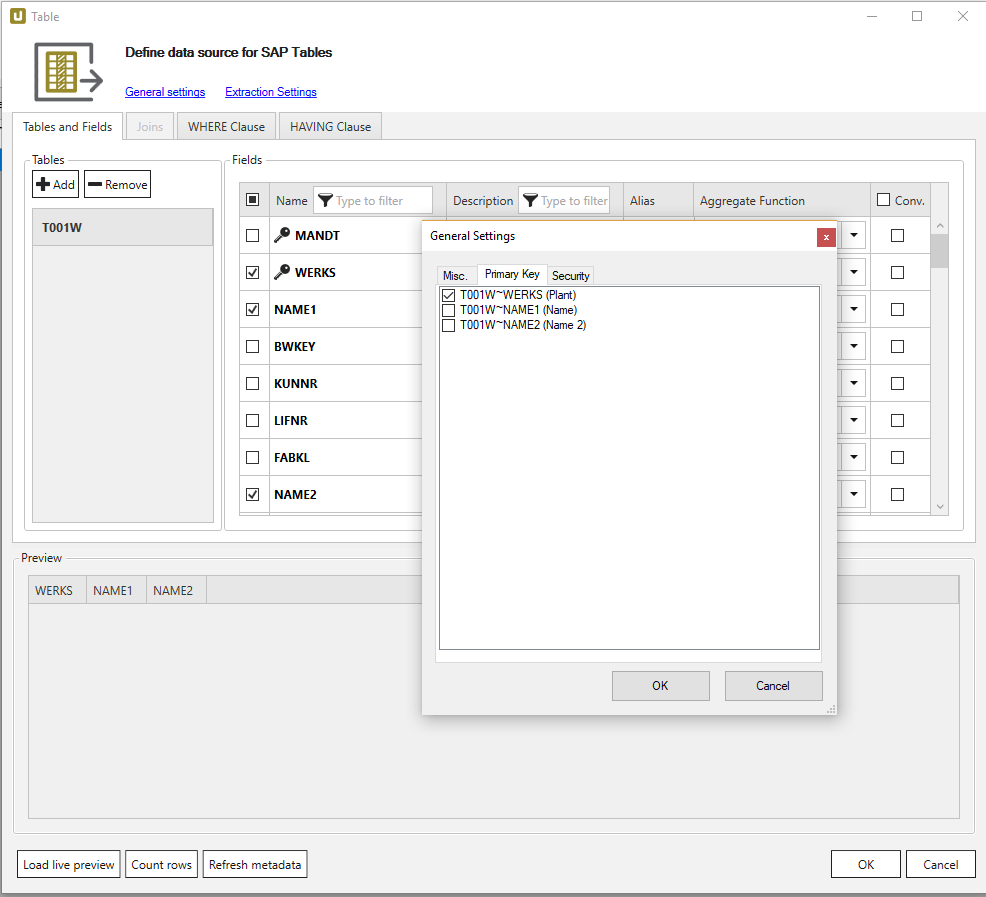 Table
Define data source for SAP Tables
General settings Extraction Settings
Tables and Fields Joins WHERE Clause HAVING Clause
Tables
Add Remove
T001W
Fields
Name Type to filter Description Type to filter Alias Aggregate Function Conv.
MANDT
WERKS
NAME1
BWKEY
KUNNR
LIFNR
FABKL
NAME2
General Settings
x
Misc. Primary Key Security
T001W~WERKS (Plant)
T001W~NAME1 (Name)
T001W~NAME2 (Name 2)
OK Cancel
Preview
WERKS NAME1 NAME2
Load live preview Count rows Refresh metadata OK Cancel